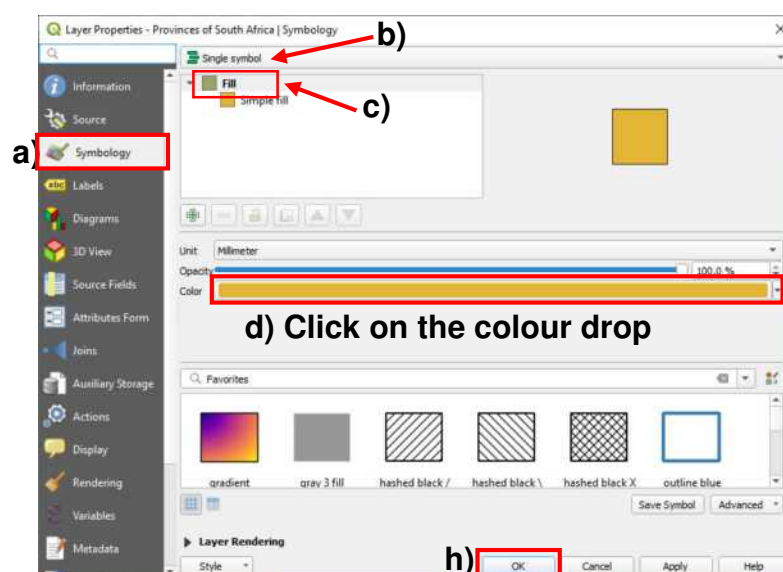 Layer Properties - Provinces of South Africa | Symbology
b)
Single symbol
Information
Fill
Simple fill
c)
Source
a)
Symbology
Labels
Diagrams
3D View
Unit Millimeter
Opacity 100.0 %
Source Fields
Color
Attributes Form
d) Click on the colour drop
Joins
Auxiliary Storage
Favorites
Actions
Display
Rendering
gradient gray 3 fill hashed black / hashed black \ hashed black X outline blue
Save Symbol Advanced
Variables
Layer Rendering
Metadata
h)
Style OK Cancel Apply Help